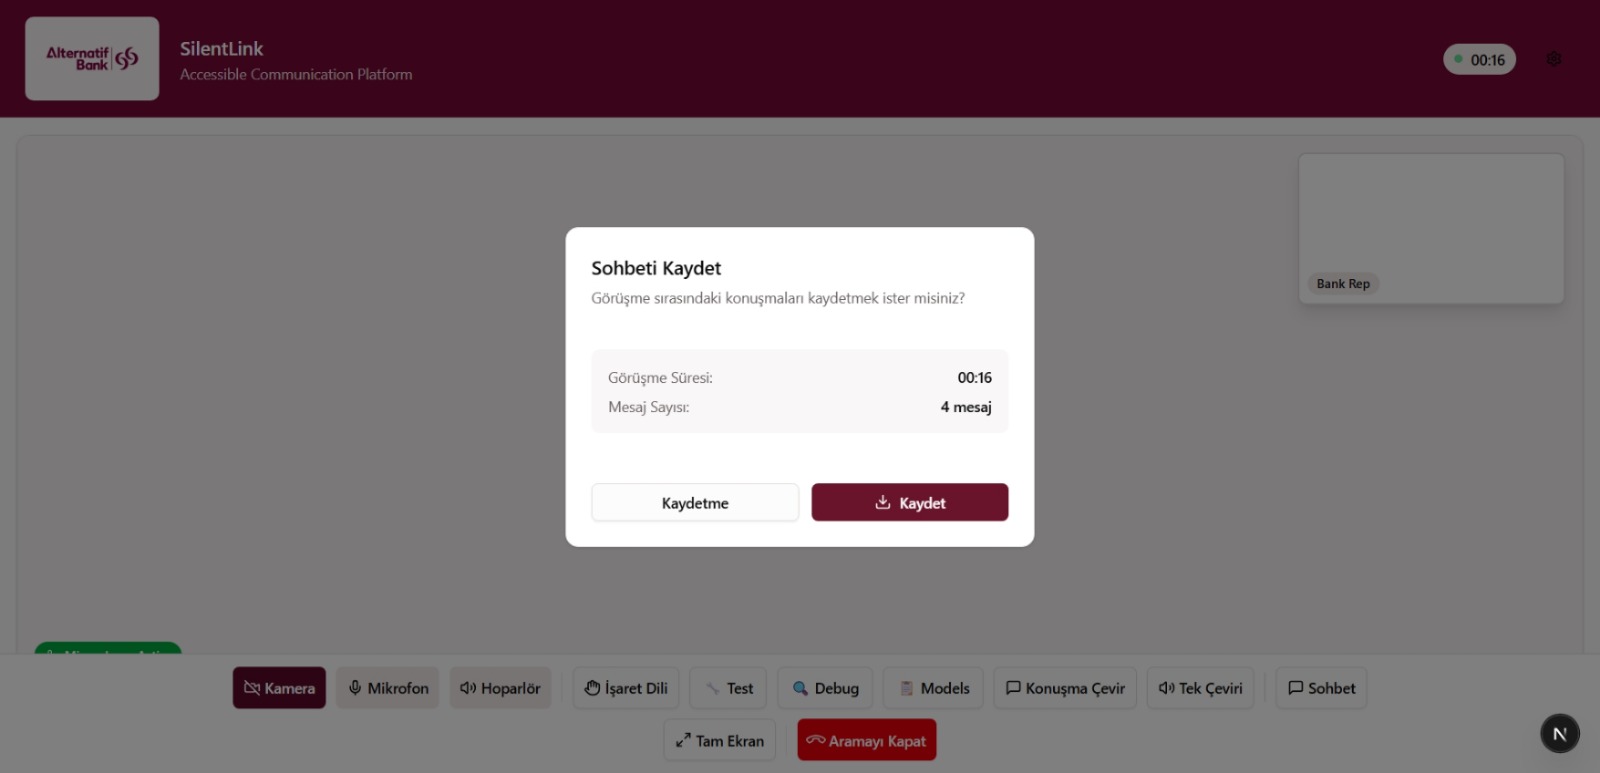 Alternatif
Bank
SilentLink
Accessible Communication Platform
00:16
Bank Rep
Sohbeti Kaydet
Görüşme sırasındaki konuşmaları kaydetmek ister misiniz?
Görüşme Süresi: 00:16
Mesaj Sayısı: 4 mesaj
Kaydetme Kaydet
Kamera Mikrofon Hoparlör İşaret Dili Test Debug Models Konuşma Çevir Tek Çeviri Sohbet
Tam Ekran Aramayı Kapat
N